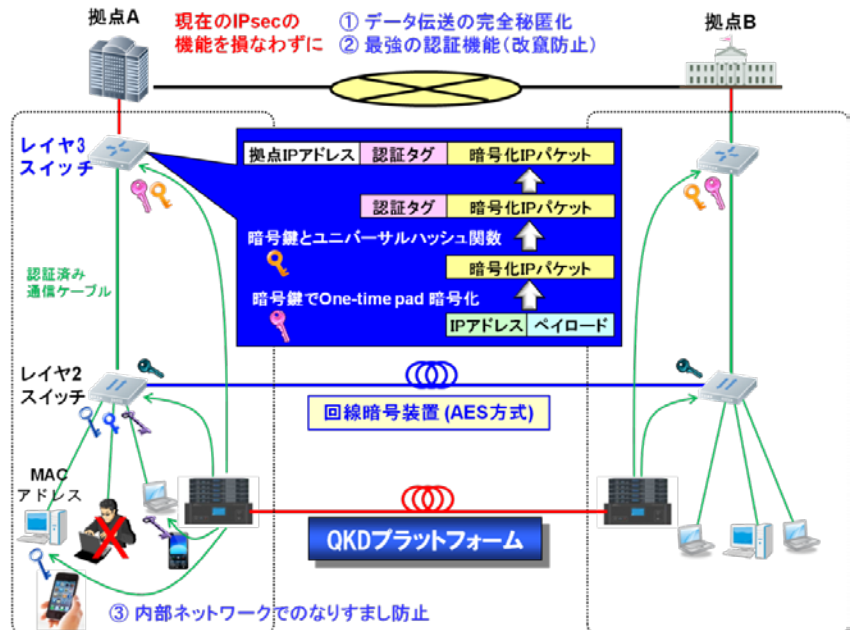 拠点A
現在のIPsecの
機能を損なわずに
① データ伝送の完全秘匿化
② 最強の認証機能(改竄防止)
拠点B
レイヤ3
スイッチ
拠点IPアドレス 認証タグ 暗号化IPパケット
認証タグ 暗号化IPパケット
暗号鍵とユニバーサルハッシュ関数
暗号化IPパケット
暗号鍵でOne-time pad 暗号化
IPアドレス ペイロード
認証済み
通信ケーブル
レイヤ2
スイッチ
回線暗号装置 (AES方式)
MAC
アドレス
QKDプラットフォーム
③ 内部ネットワークでのなりすまし防止